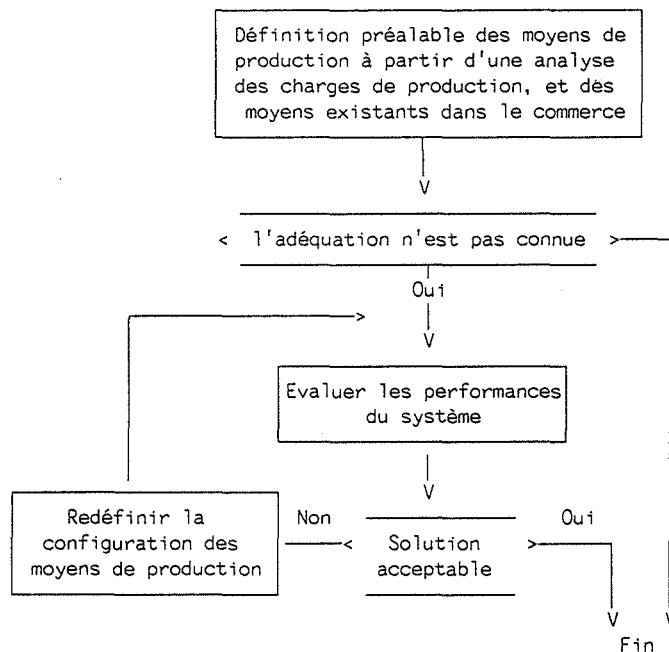 Définition préalable des moyens de
production à partir d'une analyse
des charges de production, et des
moyens existants dans le commerce
l'adéquation n'est pas connue
Oui
Evaluer les performances
du système
Redéfinir la
configuration des
moyens de production
Non
Solution
acceptable
Oui
Fin